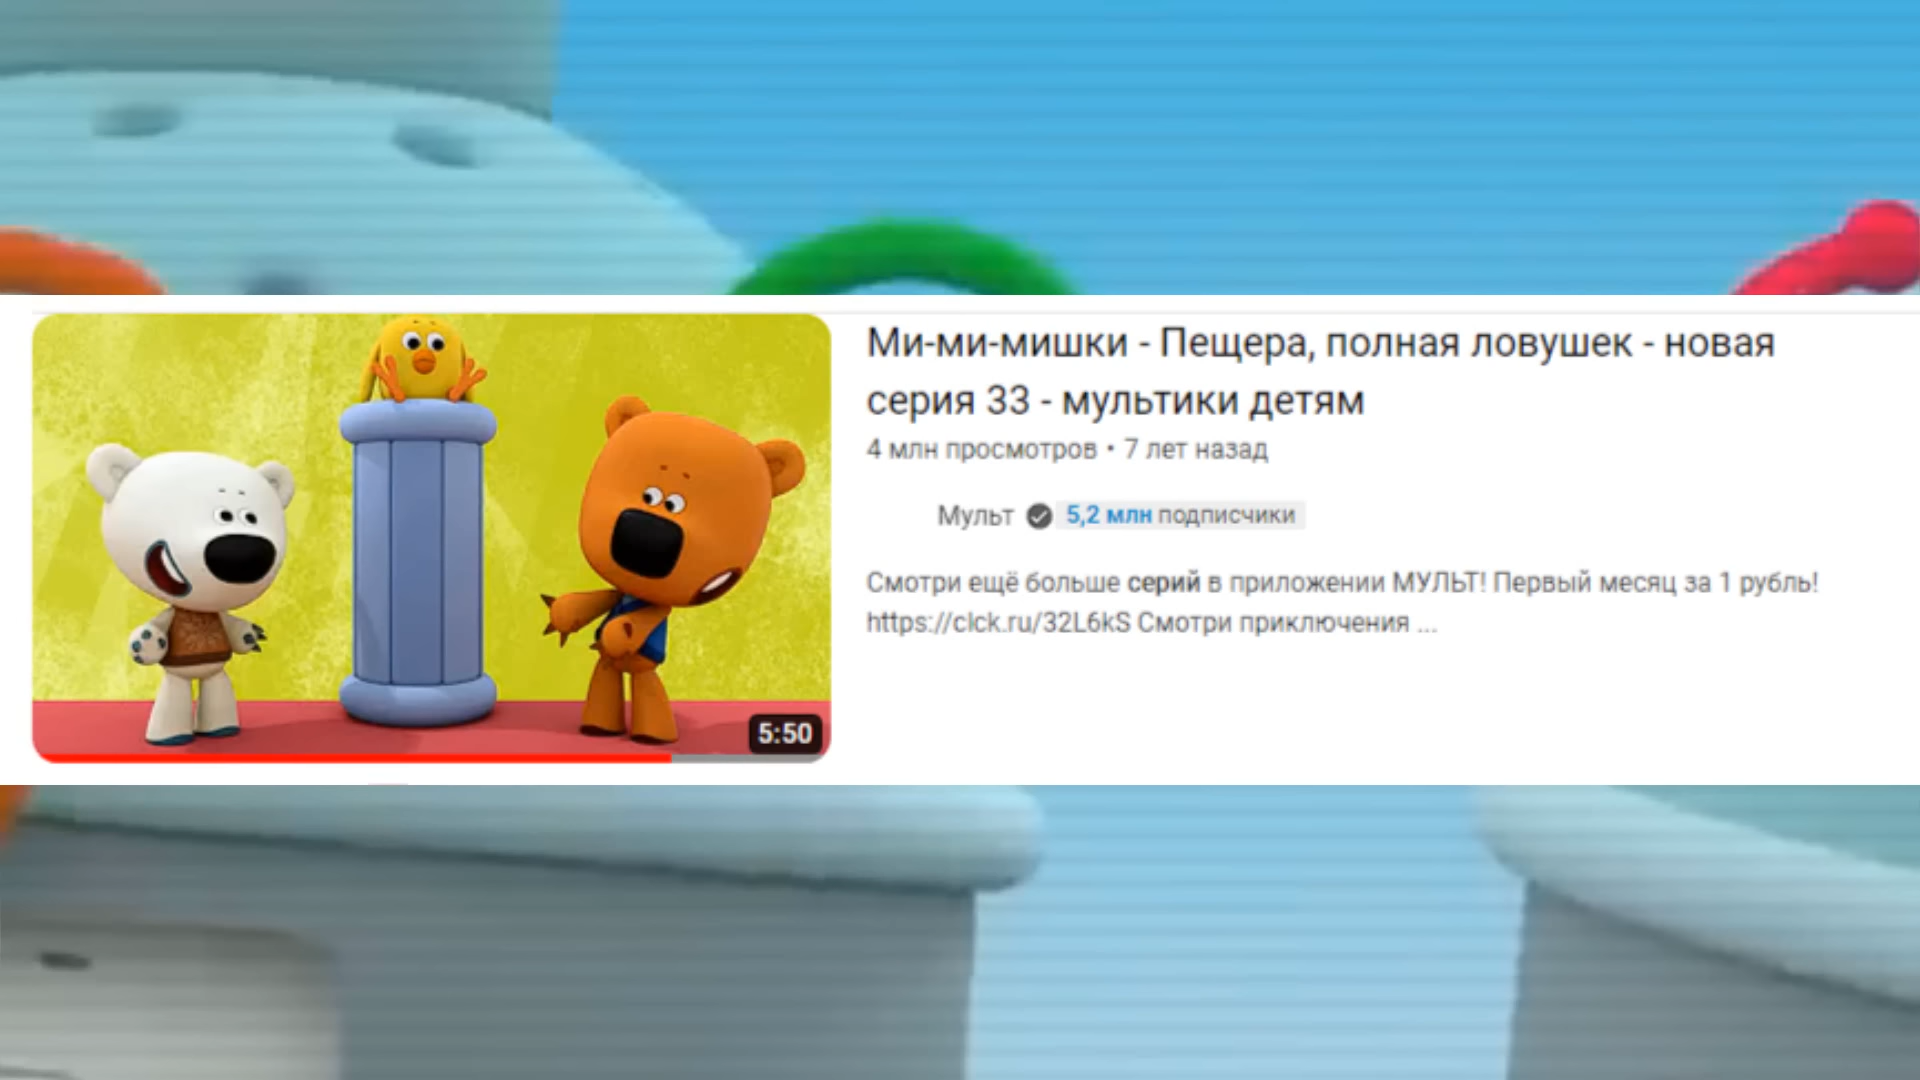 Ми-ми-мишки - Пещера, полная ловушек - новая
серия 33 - мультики детям
4 млн просмотров • 7 лет назад
Мульт 5,2 млн подписчики
Смотри ещё больше серий в приложении МУЛЬТ! Первый месяц за 1 рубль!
https://clck.ru/32L6kS Смотри приключения ...
5:50